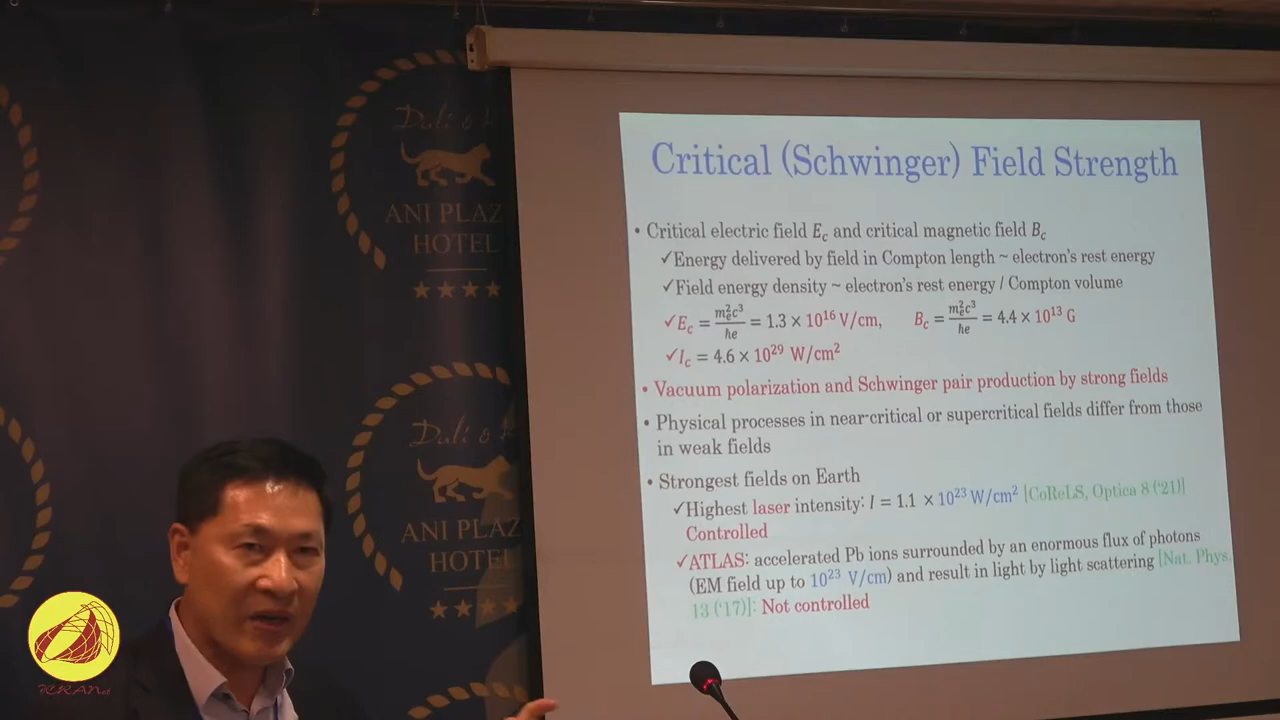 Critical (Schwinger) Field Strength
• Critical electric field E_c and critical magnetic field B_c
✓Energy delivered by field in Compton length ~ electron's rest energy
✓Field energy density ~ electron's rest energy / Compton volume
✓E_c = m_e^2c^3/ħe = 1.3 × 10^16 V/cm, B_c = m_e^2c^3/ħe = 4.4 × 10^13 G
✓I_c = 4.6 × 10^29 W/cm^2
• Vacuum polarization and Schwinger pair production by strong fields
• Physical processes in near-critical or supercritical fields differ from those
in weak fields
• Strongest fields on Earth
✓Highest laser intensity: I = 1.1 × 10^23 W/cm^2 [CoReLS, Optica 8 ('21)]
Controlled
✓ATLAS: accelerated Pb ions surrounded by an enormous flux of photons
(EM field up to 10^23 V/cm) and result in light by light scattering [Nat. Phys.
13 ('17)]: Not controlled
ANI PLAZ
HOTEL
ANI PLAZA
HOTEL
ICRANet